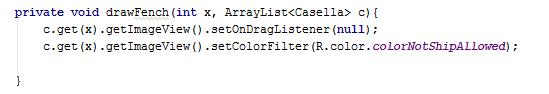 private void drawFench(int x, ArrayList<Casella> c){
c.get(x).getImageView().setOnDragListener(null);
c.get(x).getImageView().setColorFilter(R.color.colorNotShipAllowed);
}